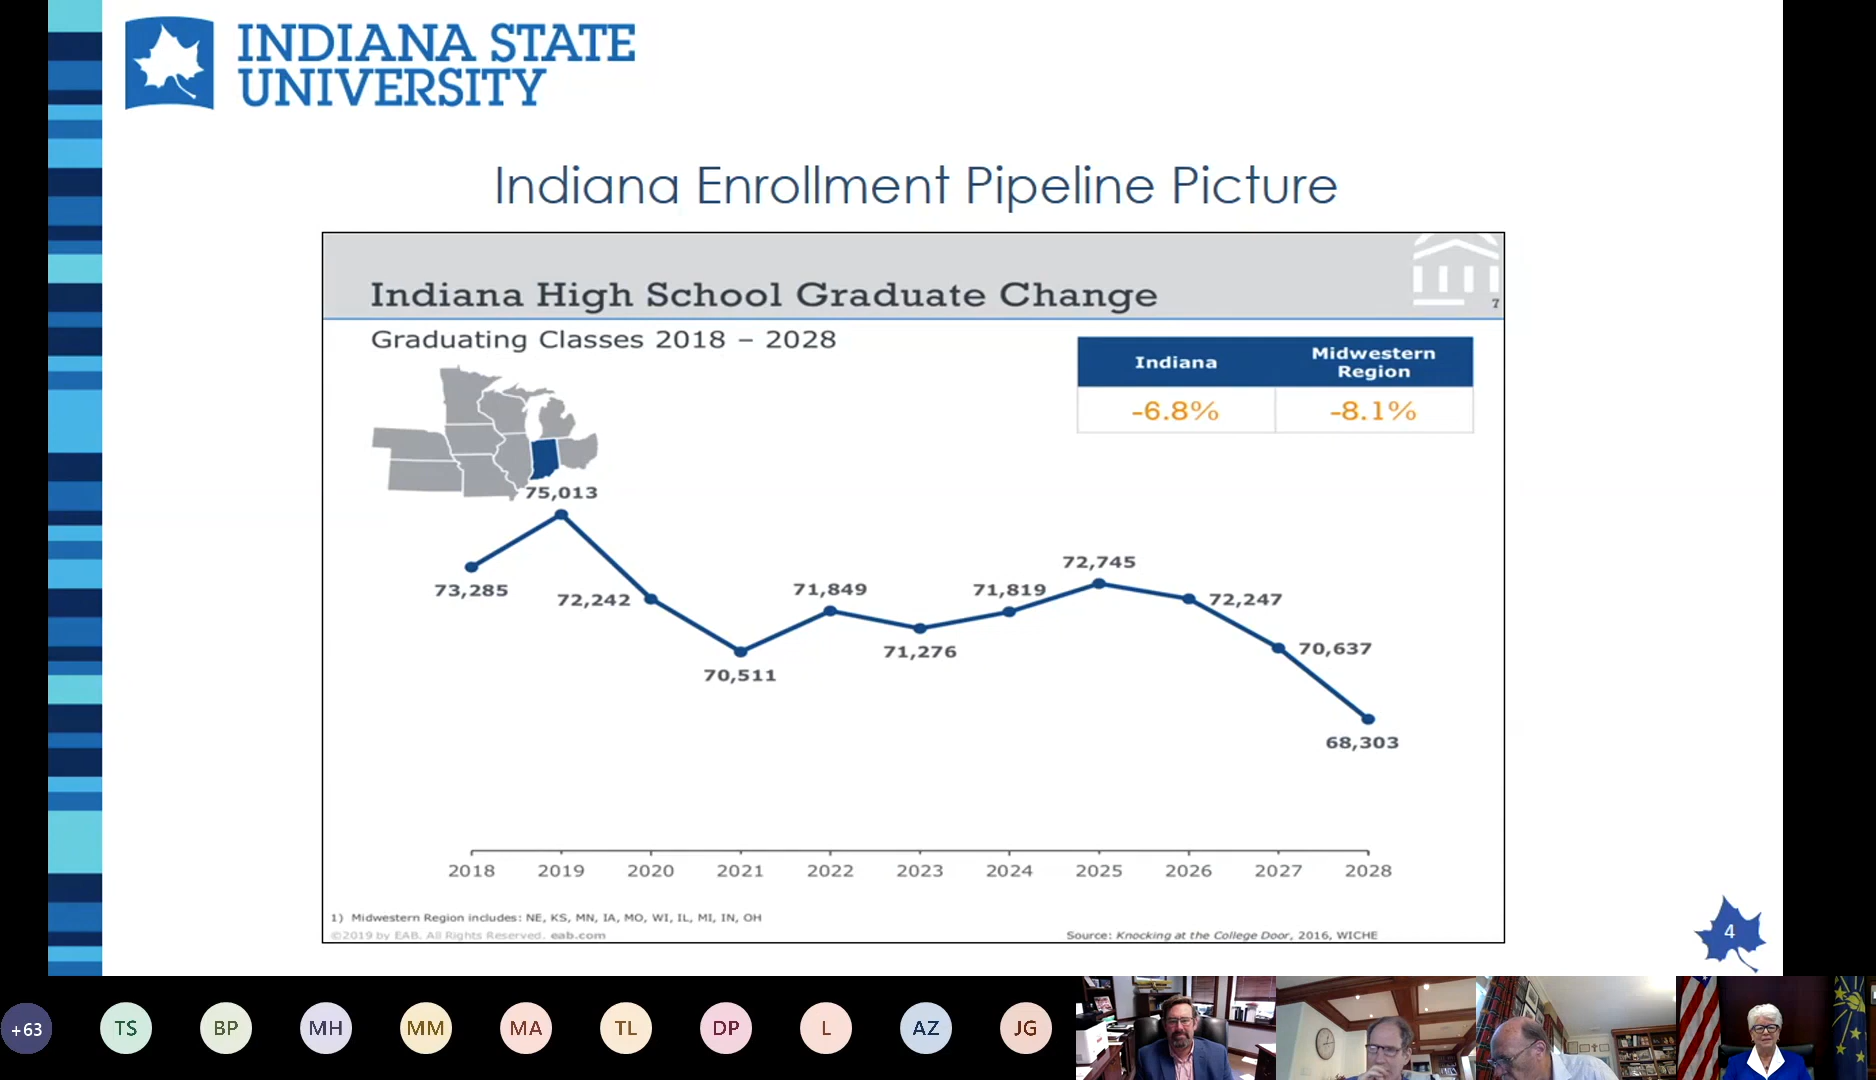 INDIANA STATE
UNIVERSITY
Indiana Enrollment Pipeline Picture
Indiana High School Graduate Change
7
Graduating Classes 2018 – 2028
Indiana
Midwestern
Region
-6.8%
-8.1%
75,013
73,285
72,242
70,511
71,849
71,276
71,819
72,745
72,247
70,637
68,303
2018 2019 2020 2021 2022 2023 2024 2025 2026 2027 2028
1) Midwestern Region includes: NE, KS, MN, IA, MO, WI, IL, MI, IN, OH
©2019 by EAB. All Rights Reserved. eab.com
Source: Knocking at the College Door, 2016, WICHE
4
+63 TS BP MH MM MA TL DP L AZ JG